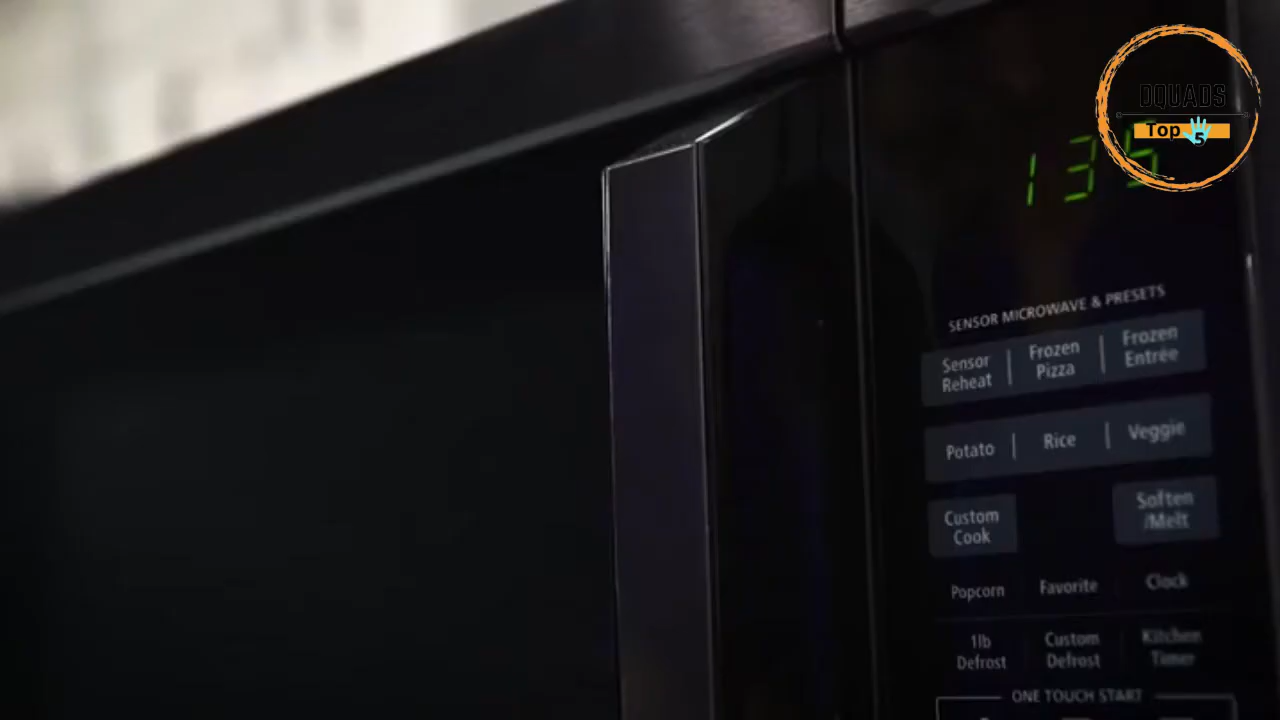 DQUADS
Top 5
135
SENSOR MICROWAVE & PRESETS
Sensor Reheat
Frozen Pizza
Frozen Entrée
Potato
Rice
Veggie
Custom Cook
Soften /Melt
Popcorn
Favorite
Clock
1lb Defrost
Custom Defrost
Kitchen Timer
ONE TOUCH START